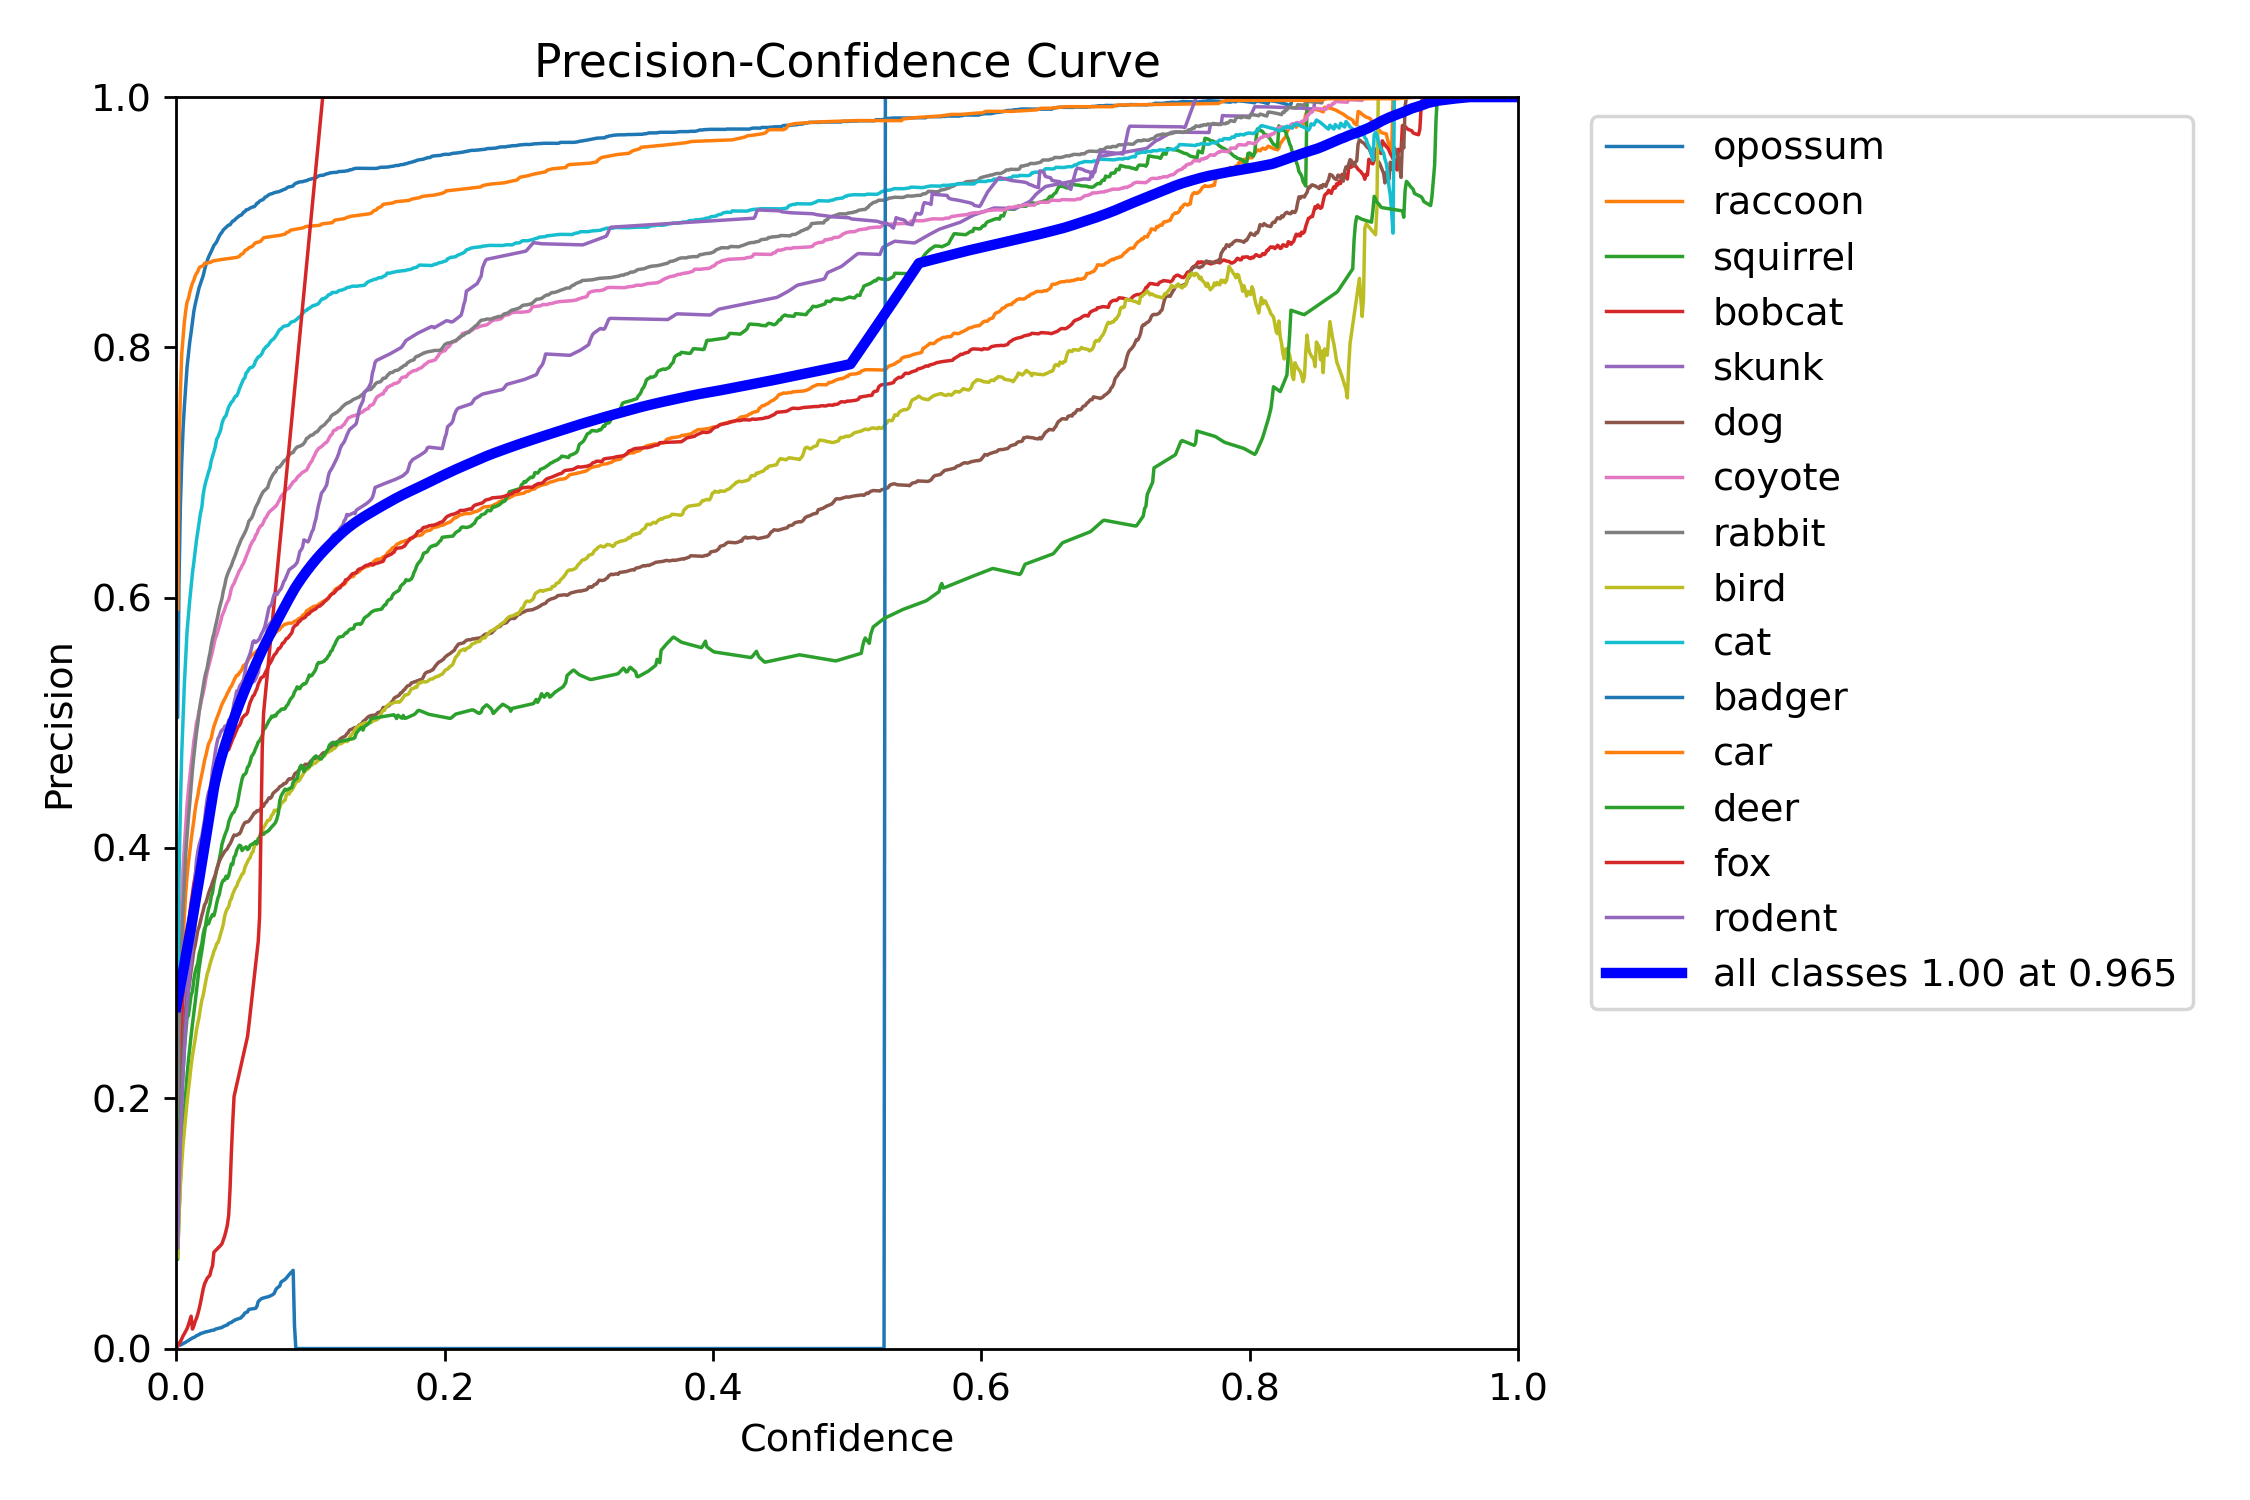 Precision-Confidence Curve
1.0
0.8
0.6
0.4
0.2
0.0
Precision
0.0 0.2 0.4 0.6 0.8 1.0
Confidence
opossum
raccoon
squirrel
bobcat
skunk
dog
coyote
rabbit
bird
cat
badger
car
deer
fox
rodent
all classes 1.00 at 0.965